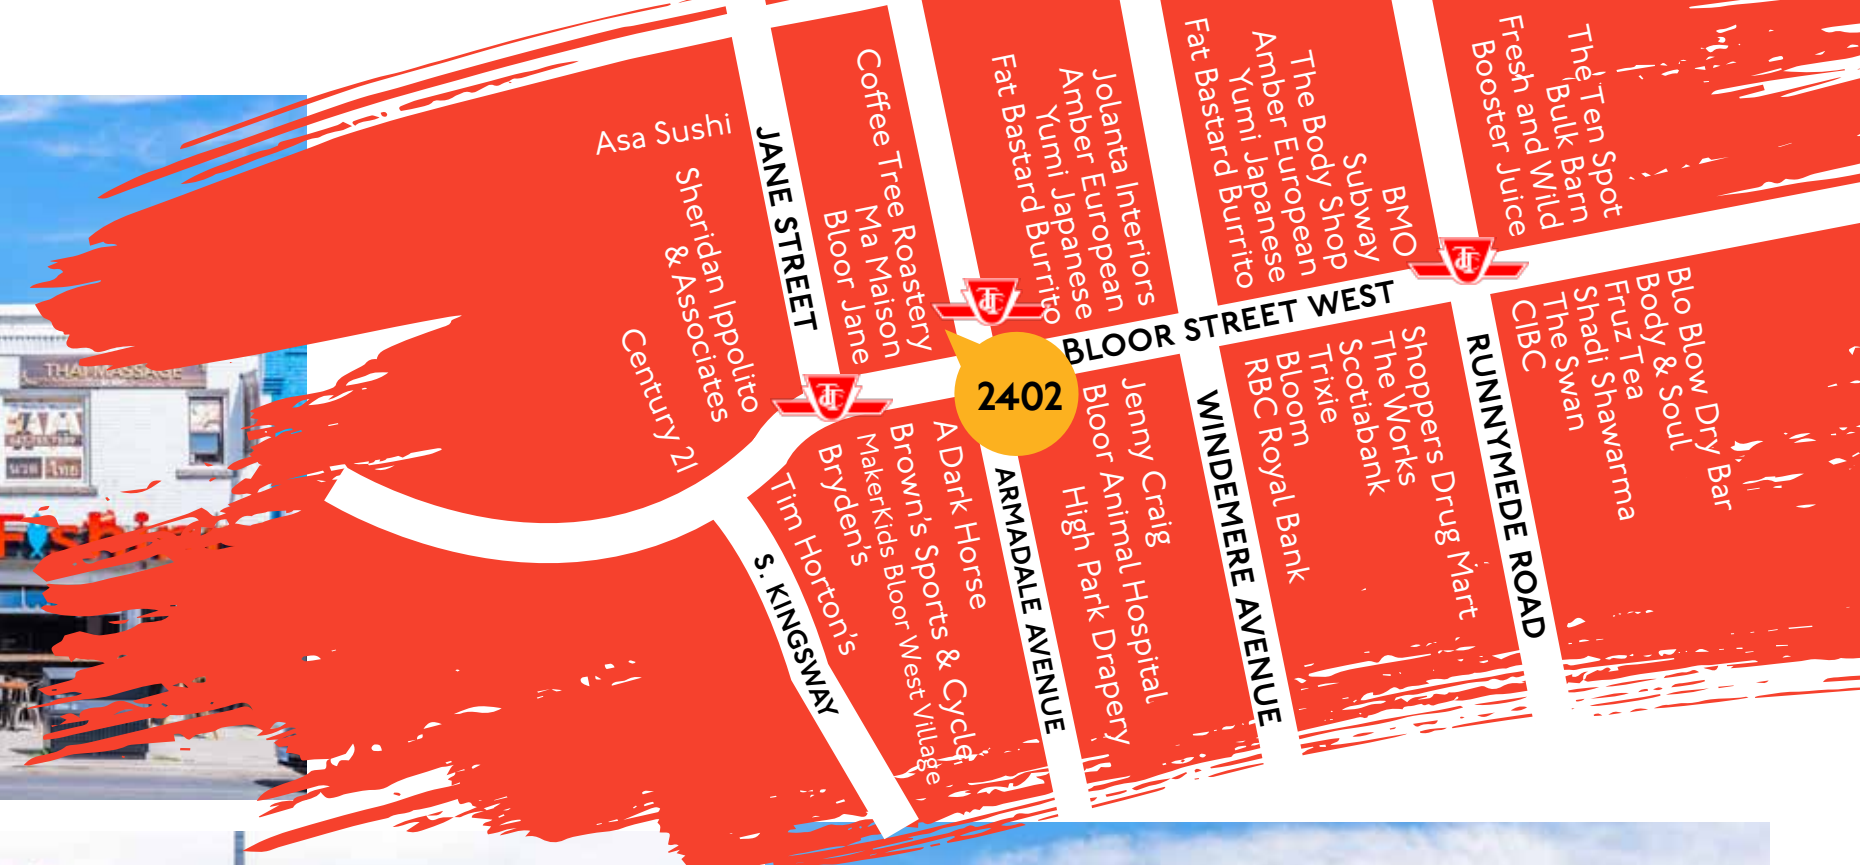 Asa Sushi
Sheridan Ippolito
& Associates
Century 21
JANE STREET
Coffee Tree Roastery
Ma Maison
Bloor Jane
Jolanta Interiors
Amber European
Yumi Japanese
Fat Bastard Burrito
BMO
Subway
The Body Shop
Amber European
Yumi Japanese
Fat Bastard Burrito
The Ten Spot
Bulk Barn
Fresh and Wild
Booster Juice
2402
BLOOR STREET WEST
A Dark Horse
Brown's Sports & Cycle
MakerKids Bloor West Village
Bryden's
Tim Horton's
S. KINGSWAY
ARMADALE AVENUE
Jenny Craig
Bloor Animal Hospital
High Park Drapery
WINDEMERE AVENUE
Shoppers Drug Mart
The Works
Scotiabank
Trixie
Bloom
RBC Royal Bank
RUNNYMEDE ROAD
Blo Blow Dry Bar
Body & Soul
Fruz Tea
Shadi Shawarma
The Swan
CIBC
THAI MASSAGE